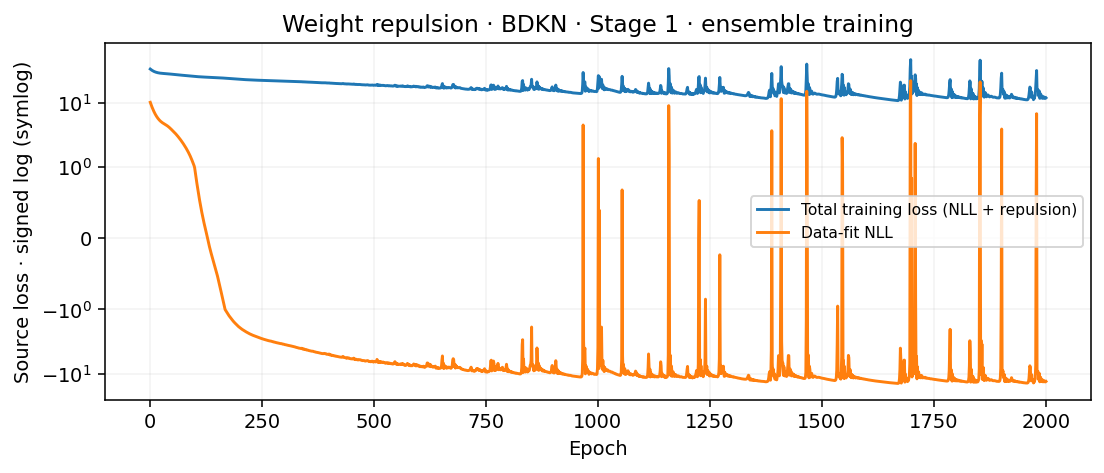 Weight repulsion · BDKN · Stage 1 · ensemble training
Source loss · signed log (symlog)
10¹
10⁰
0
−10⁰
−10¹
Total training loss (NLL + repulsion)
Data-fit NLL
0 250 500 750 1000 1250 1500 1750 2000
Epoch